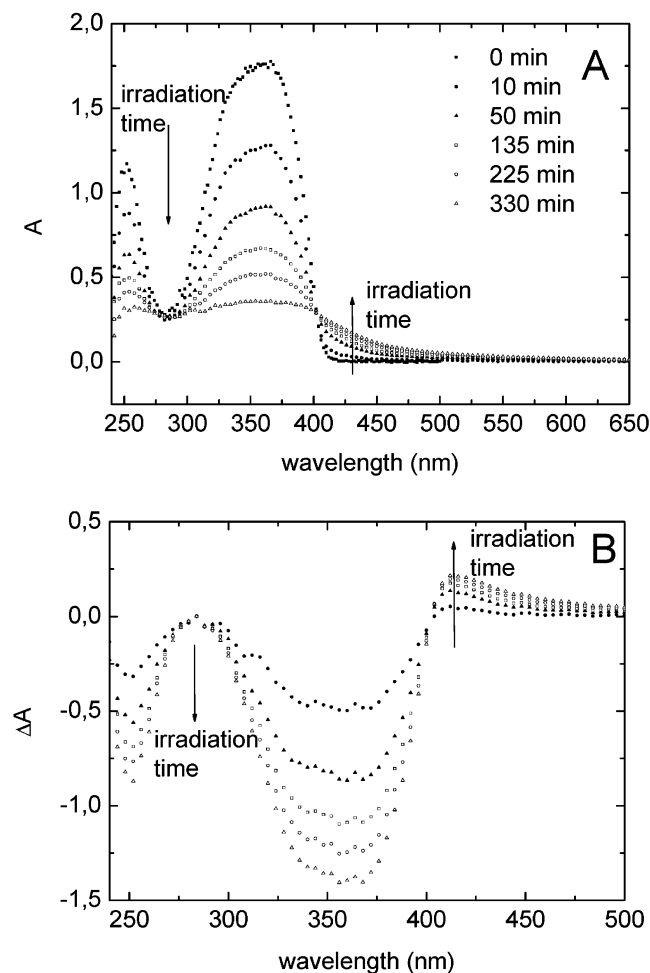 2,0
1,5
1,0
0,5
0,0
A
irradiation
time
0 min
10 min
50 min
135 min
225 min
330 min
A
irradiation
time
250 300 350 400 450 500 550 600 650
wavelength (nm)
0,5
0,0
-0,5
-1,0
-1,5
ΔA
irradiation
time
B
irradiation
time
250 300 350 400 450 500
wavelength (nm)